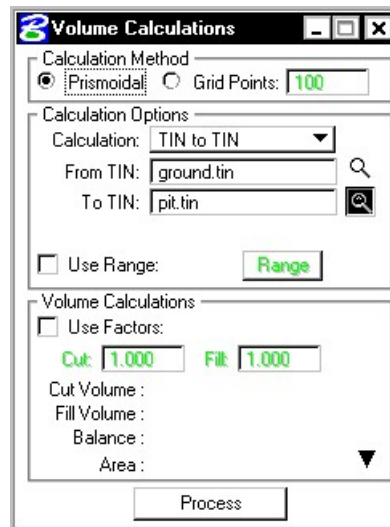 Volume Calculations
Calculation Method
Prismoidal Grid Points: 100
Calculation Options
Calculation: TIN to TIN
From TIN: ground.tin
To TIN: pit.tin
Use Range: Range
Volume Calculations
Use Factors:
Cut: 1.000 Fill: 1.000
Cut Volume :
Fill Volume :
Balance :
Area :
Process